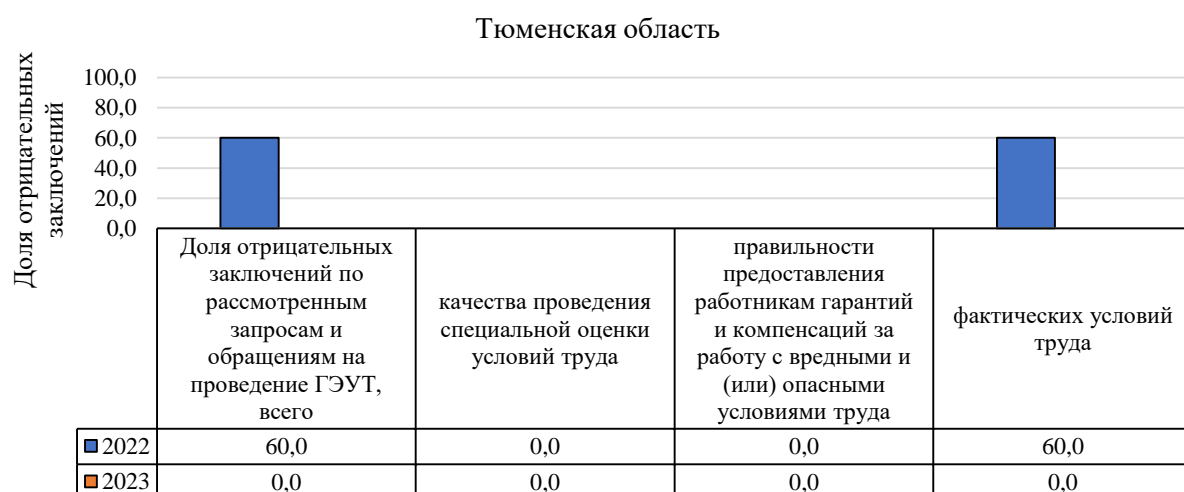 Тюменская область
Доля отрицательных
заключений
100,0
80,0
60,0
40,0
20,0
0,0
Доля отрицательных
заключений по
рассмотренным
запросам и
обращениям на
проведение ГЭУТ,
всего
качества проведения
специальной оценки
условий труда
правильности
предоставления
работникам гарантий
и компенсаций за
работу с вредными и
(или) опасными
условиями труда
фактических условий
труда
2022 60,0 0,0 0,0 60,0
2023 0,0 0,0 0,0 0,0